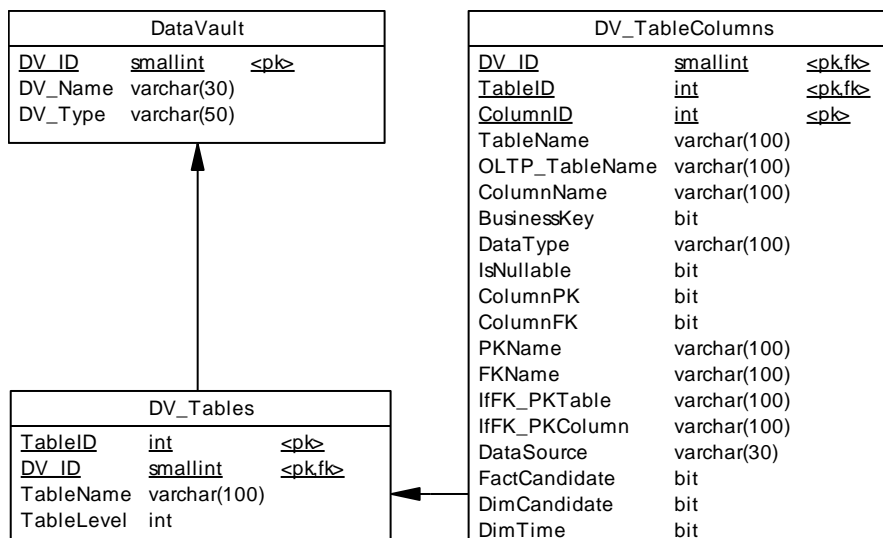 DataVault
DV_ID smallint <pk>
DV_Name varchar(30)
DV_Type varchar(50)
DV_Tables
TableID int <pk>
DV_ID smallint <pk,fk>
TableName varchar(100)
TableLevel int
DV_TableColumns
DV_ID smallint <pk,fk>
TableID int <pk,fk>
ColumnID int <pk>
TableName varchar(100)
OLTP_TableName varchar(100)
ColumnName varchar(100)
BusinessKey bit
DataType varchar(100)
IsNullable bit
ColumnPK bit
ColumnFK bit
PKName varchar(100)
FKName varchar(100)
IfFK_PKTable varchar(100)
IfFK_PKColumn varchar(100)
DataSource varchar(30)
FactCandidate bit
DimCandidate bit
DimTime bit